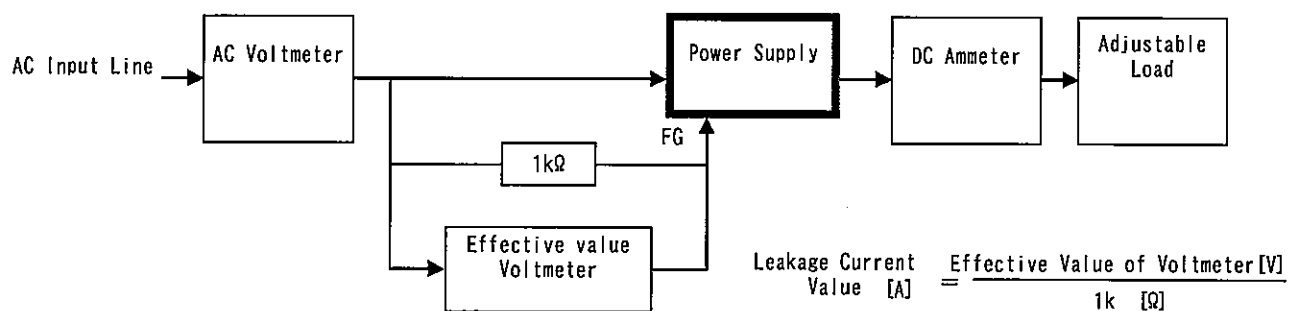 AC Input Line
AC Voltmeter
Power Supply
DC Ammeter
Adjustable
Load
FG
1kΩ
Effective value
Voltmeter
Leakage Current
Value [A]
=
Effective Value of Voltmeter[V]
1k [Ω]